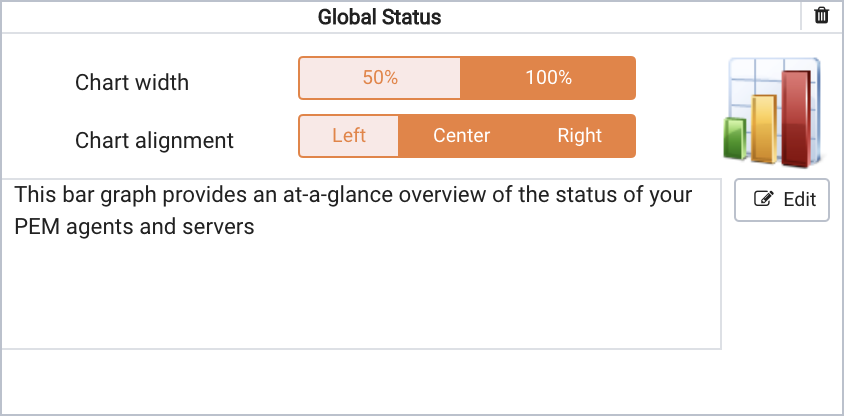 Global Status
Chart width
50%
100%
Chart alignment
Left
Center
Right
This bar graph provides an at-a-glance overview of the status of your
PEM agents and servers
Edit